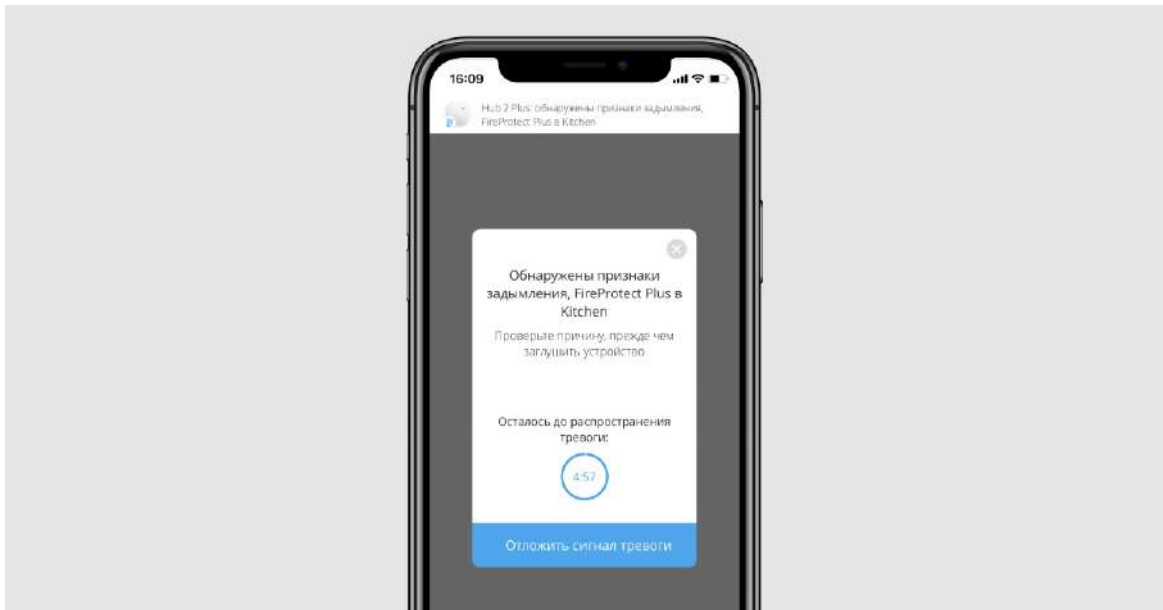 16:09
Hub 2 Plus: обнаружены признаки задымления,
FireProtect Plus в Kitchen
Обнаружены признаки
задымления, FireProtect Plus в
Kitchen
Проверьте причину, прежде чем
заглушить устройство
Осталось до распространения
тревоги:
4:57
Отложить сигнал тревоги